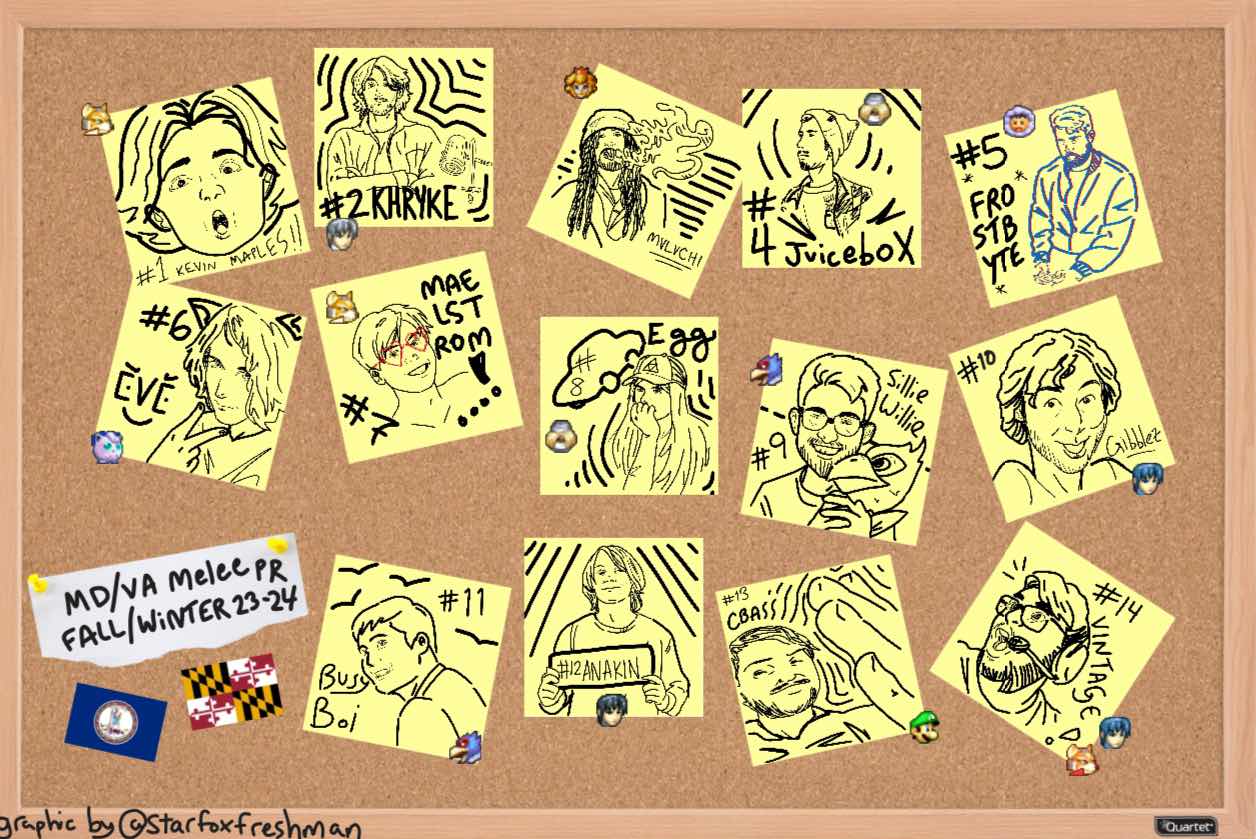 #1 KEVIN MAPLES!!
#2 KHRYKE
MVLVCH!
#
4 JuiceboX
#5
FRO
STB
YTE
#6
ĔVĔ
MAE
LST
ROM
!
#7
Egg
#
8
Sillie
Willie
#9
#10
Gibblez
MD/VA Melee PR
FALL/WINTER 23-24
#11
Busy
Boi
#12 ANAKIN
#13
CBASS
#14
VINTAGE
graphic by @starfoxfreshman
Quartet